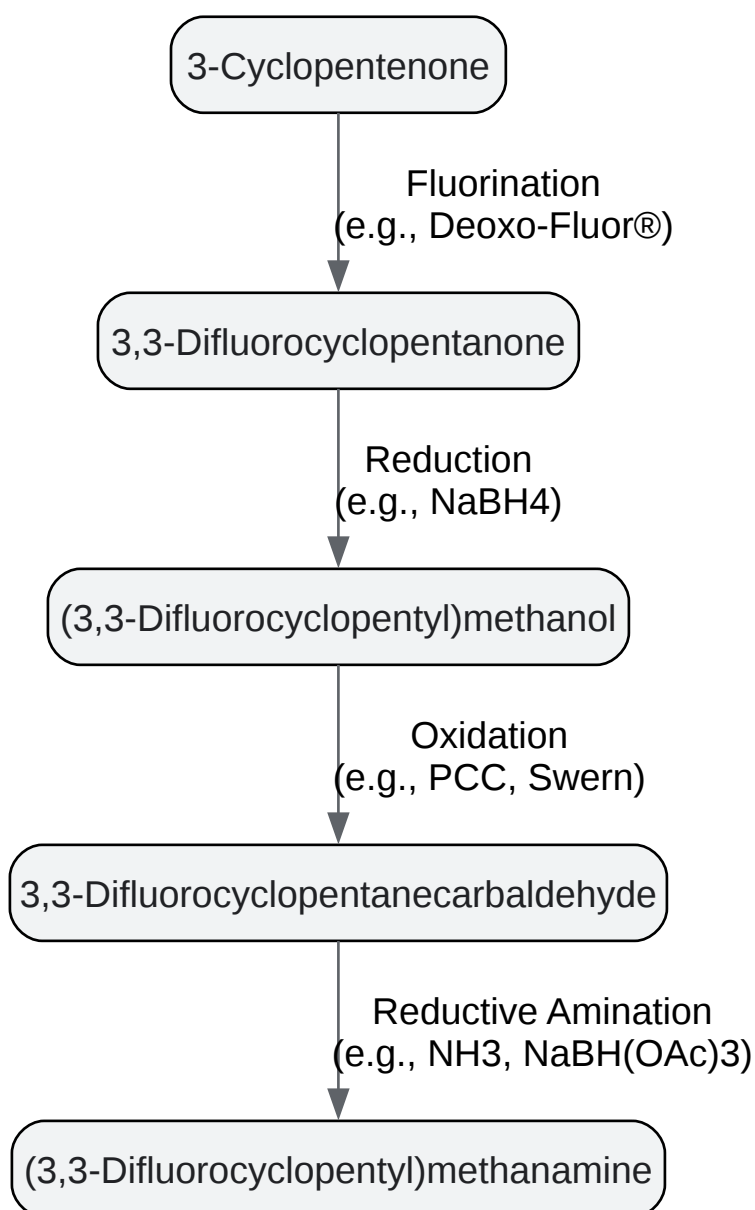 3-Cyclopentenone
Fluorination
(e.g., Deoxo-Fluor®)
3,3-Difluorocyclopentanone
Reduction
(e.g., NaBH4)
(3,3-Difluorocyclopentyl)methanol
Oxidation
(e.g., PCC, Swern)
3,3-Difluorocyclopentanecarbaldehyde
Reductive Amination
(e.g., NH3, NaBH(OAc)3)
(3,3-Difluorocyclopentyl)methanamine